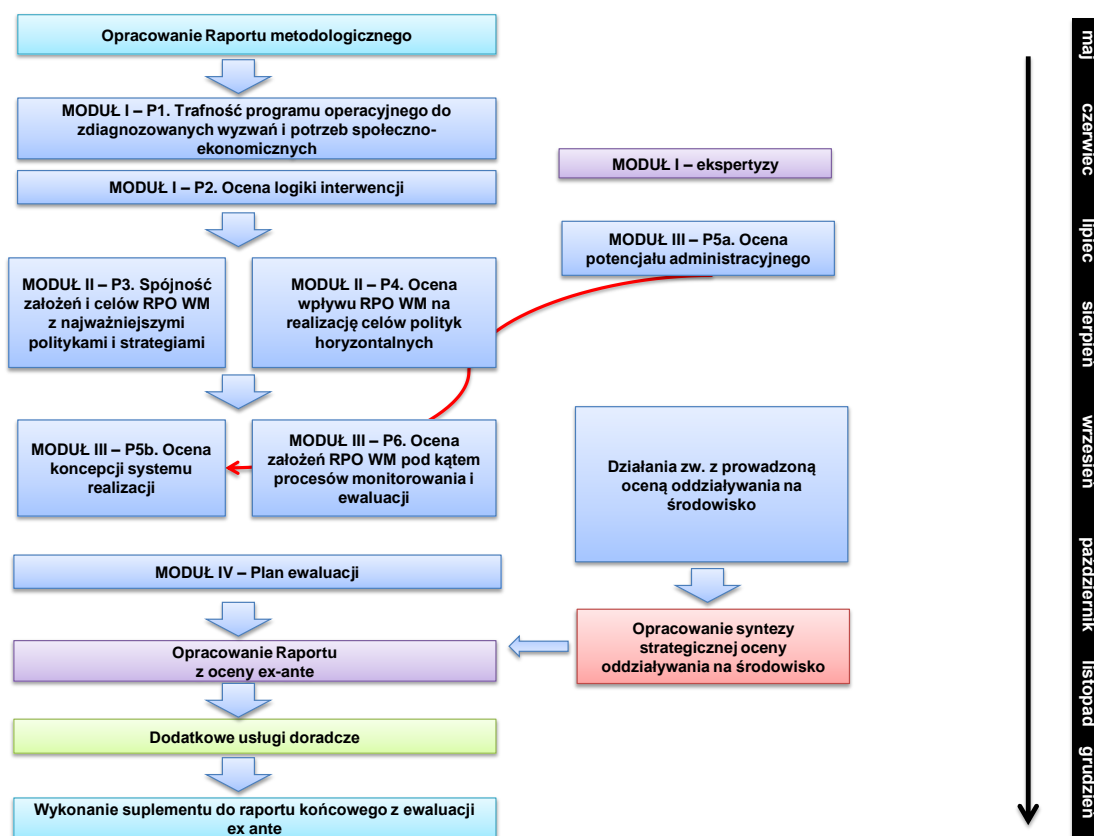 Opracowanie Raportu metodologicznego
MODUŁ I – P1. Trafność programu operacyjnego do
zdiagnozowanych wyzwań i potrzeb społeczno-
ekonomicznych
MODUŁ I – P2. Ocena logiki interwencji
MODUŁ I – ekspertyzy
MODUŁ III – P5a. Ocena
potencjału administracyjnego
MODUŁ II – P3. Spójność
założeń i celów RPO WM
z najważniejszymi
politykami i strategiami
MODUŁ II – P4. Ocena
wpływu RPO WM na
realizację celów polityk
horyzontalnych
MODUŁ III – P5b. Ocena
koncepcji systemu
realizacji
MODUŁ III – P6. Ocena
założeń RPO WM pod kątem
procesów monitorowania i
ewaluacji
Działania zw. z prowadzoną
oceną oddziaływania na
środowisko
MODUŁ IV – Plan ewaluacji
Opracowanie Raportu
z oceny ex-ante
Opracowanie syntezy
strategicznej oceny
oddziaływania na środowisko
Dodatkowe usługi doradcze
Wykonanie suplementu do raportu końcowego z ewaluacji
ex ante
maj
czerwiec
lipiec
sierpień
wrzesień
październik
listopad
grudzień